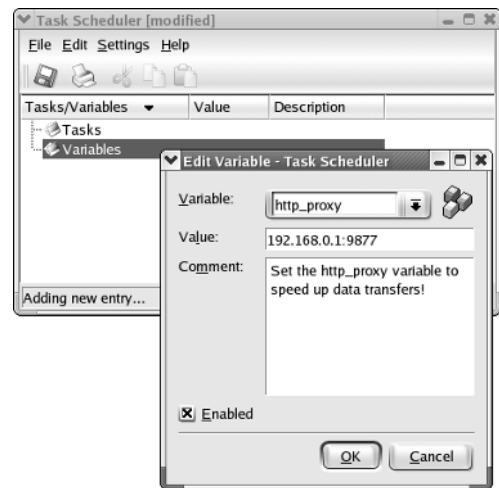 Task Scheduler [modified]
File Edit Settings Help
Tasks/Variables Value Description
Tasks
Variables
Adding new entry...
Edit Variable - Task Scheduler
Variable: http_proxy
Value: 192.168.0.1:9877
Comment: Set the http_proxy variable to
speed up data transfers!
Enabled
OK Cancel